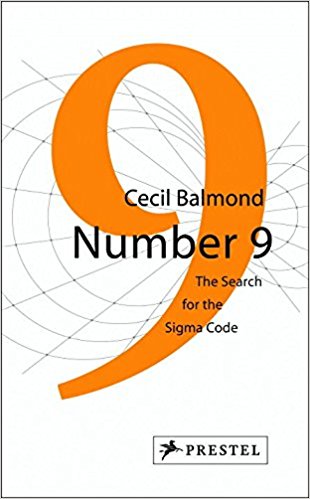 9
Cecil Balmond
Number 9
The Search
for the
Sigma Code
PRESTEL